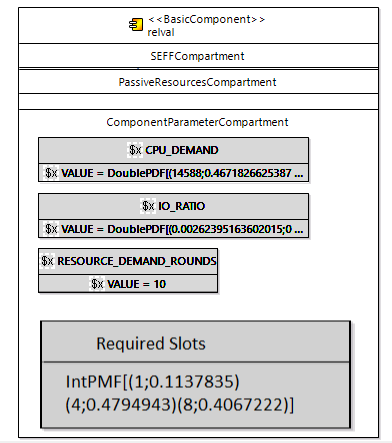 <<BasicComponent>>
relval
SEFFCompartment
PassiveResourcesCompartment
ComponentParameterCompartment
$x CPU_DEMAND
$x VALUE = DoublePDF[(14588;0.4671826625387 ...
$x IO_RATIO
$x VALUE = DoublePDF[(0.00262395163602015;0 ...
$x RESOURCE_DEMAND_ROUNDS
$x VALUE = 10
Required Slots
IntPMF[(1;0.1137835)
(4;0.4794943)(8;0.4067222)]